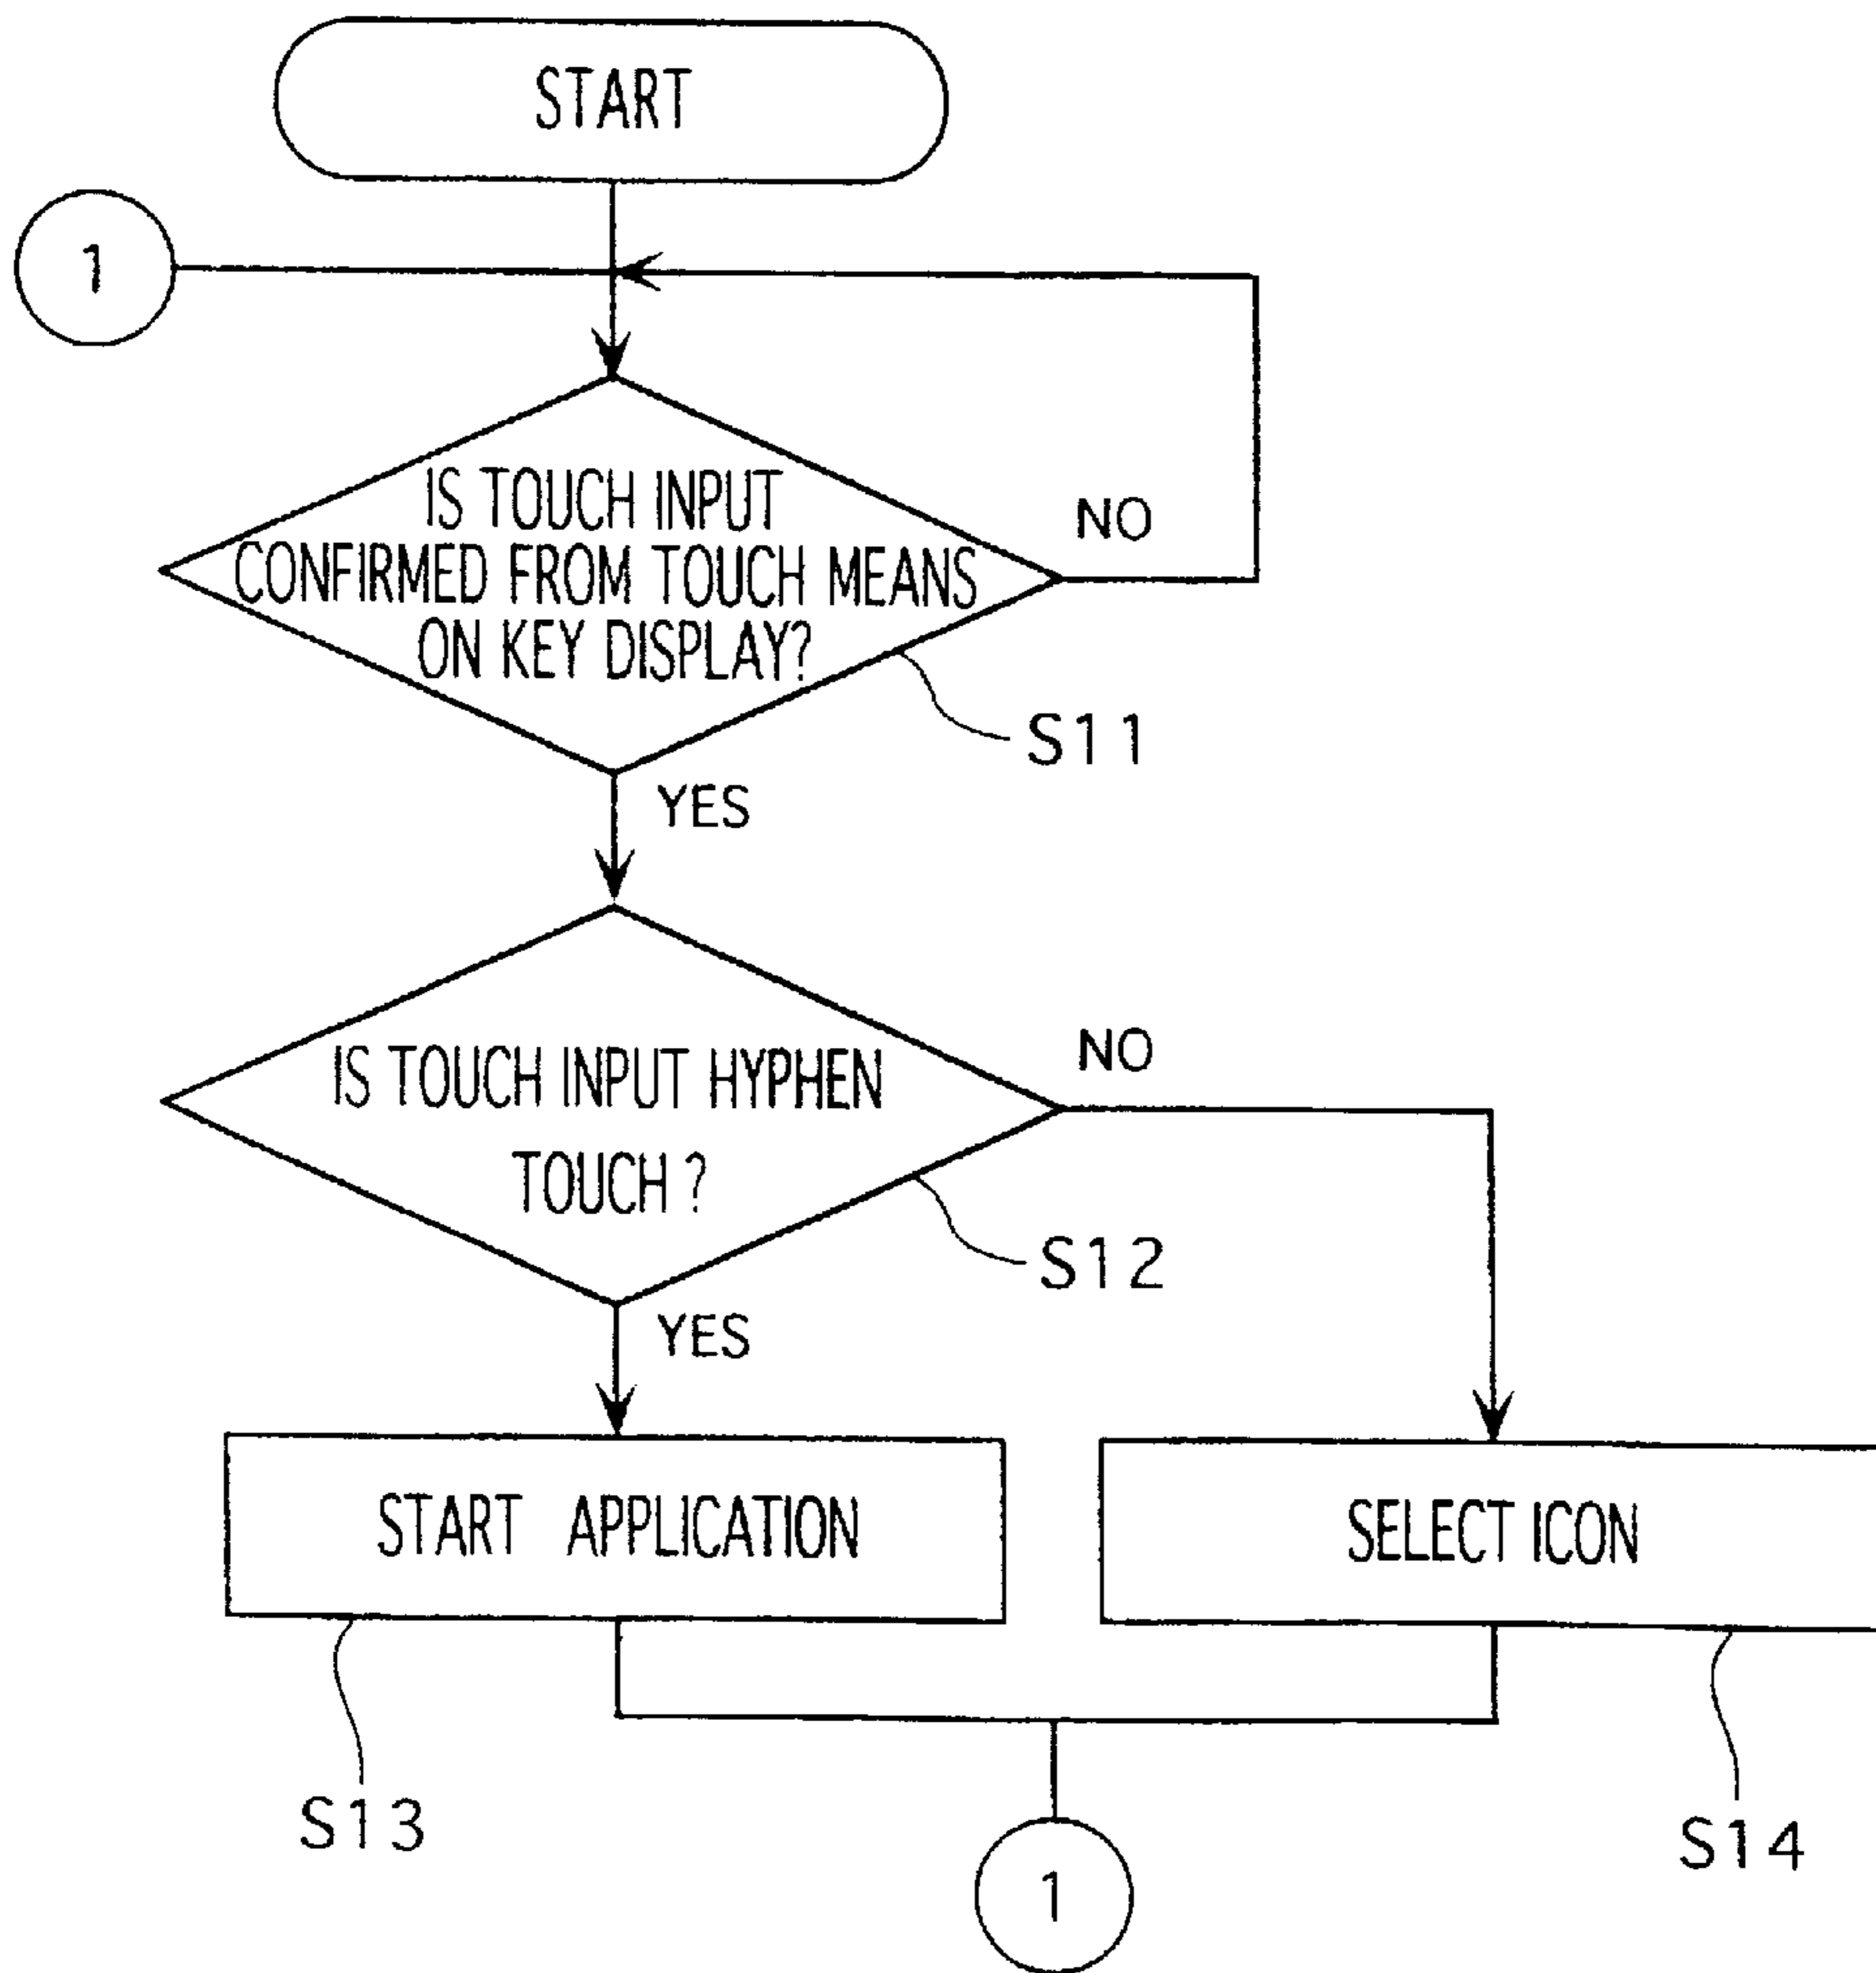 START
1
IS TOUCH INPUT
NO
CONFIRMED FROM TOUCH MEANS
ON KEY DISPLAY?
S11
YES
NO
IS TOUCH INPUT HYPHEN
TOUCH ?
S12
YES
START APPLICATION
SELECT ICON
S13
S14
1